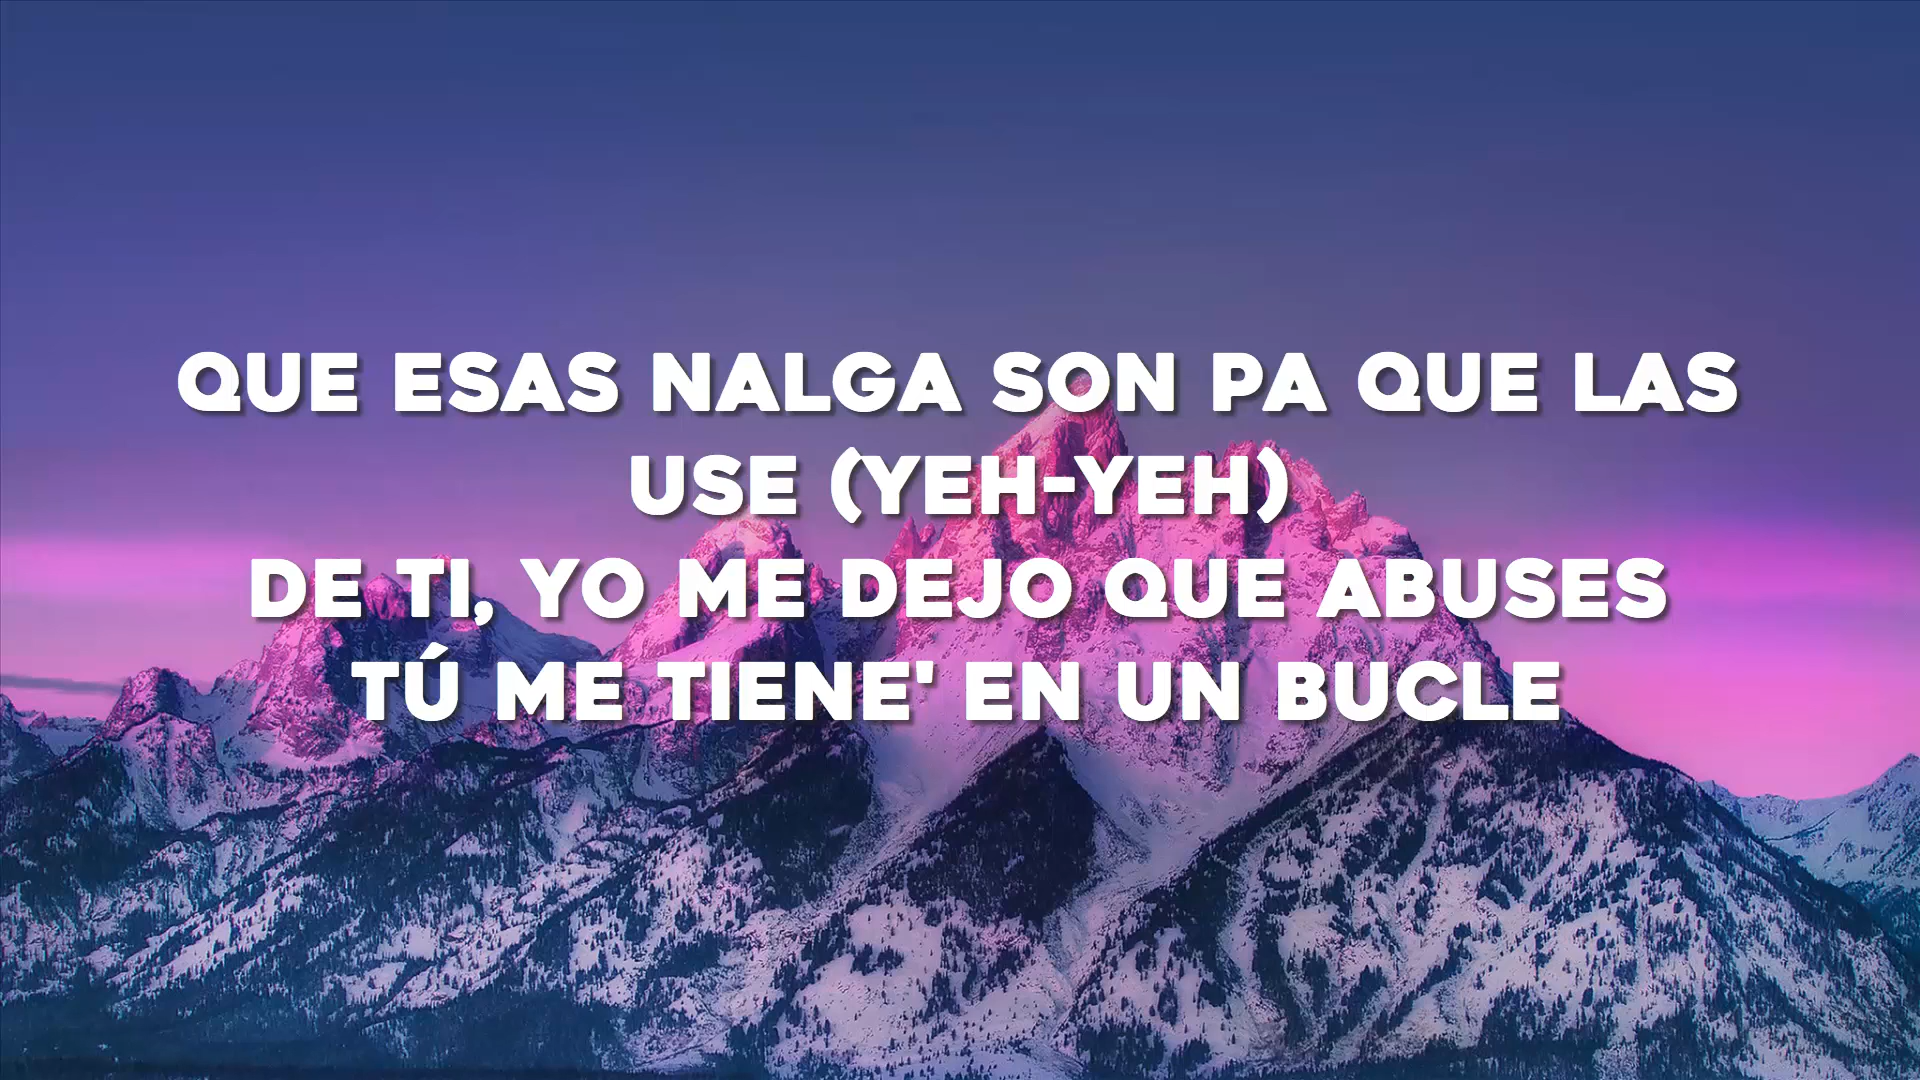 QUE ESAS NALGA SON PA QUE LAS
USE (YEH-YEH)
DE TI, YO ME DEJO QUE ABUSES
TÚ ME TIENE' EN UN BUCLE